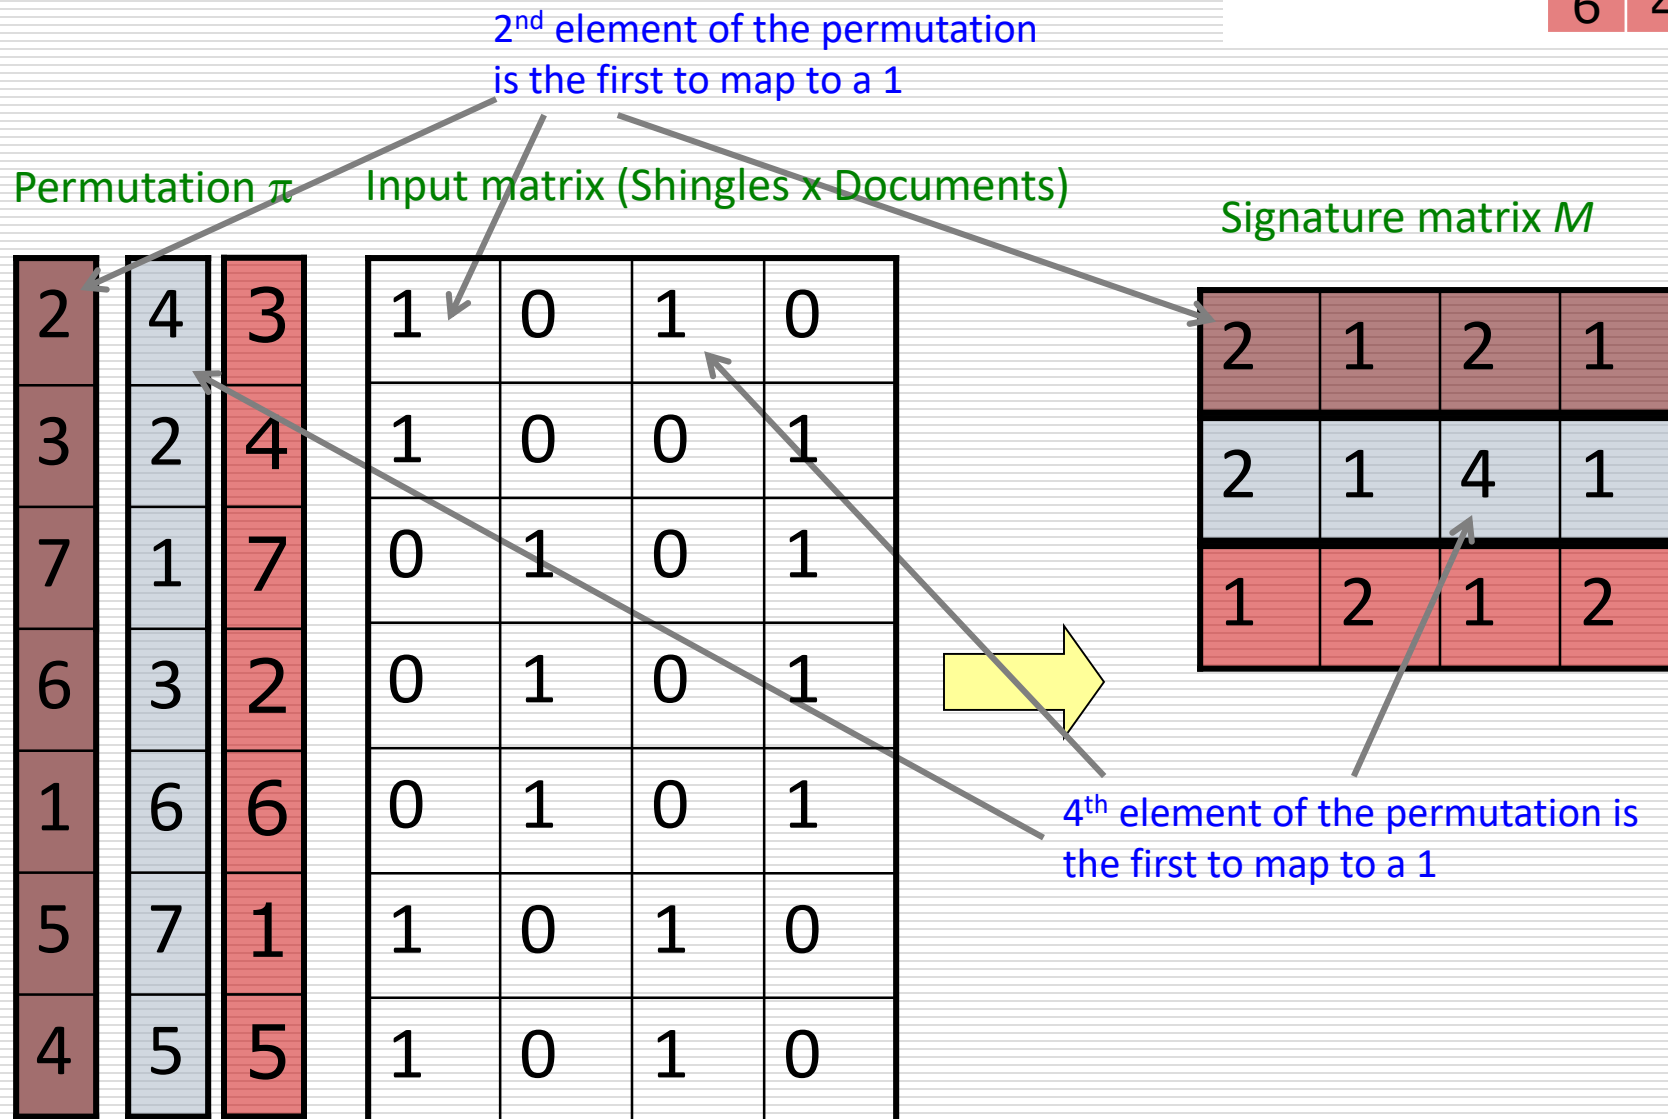 6 4
2nd element of the permutation
is the first to map to a 1
Permutation π Input matrix (Shingles x Documents)
Signature matrix M
2 4 3 1 0 1 0
3 2 4 1 0 0 1
7 1 7 0 1 0 1
6 3 2 0 1 0 1
1 6 6 0 1 0 1
5 7 1 1 0 1 0
4 5 5 1 0 1 0
2 1 2 1
2 1 4 1
1 2 1 2
4th element of the permutation is
the first to map to a 1